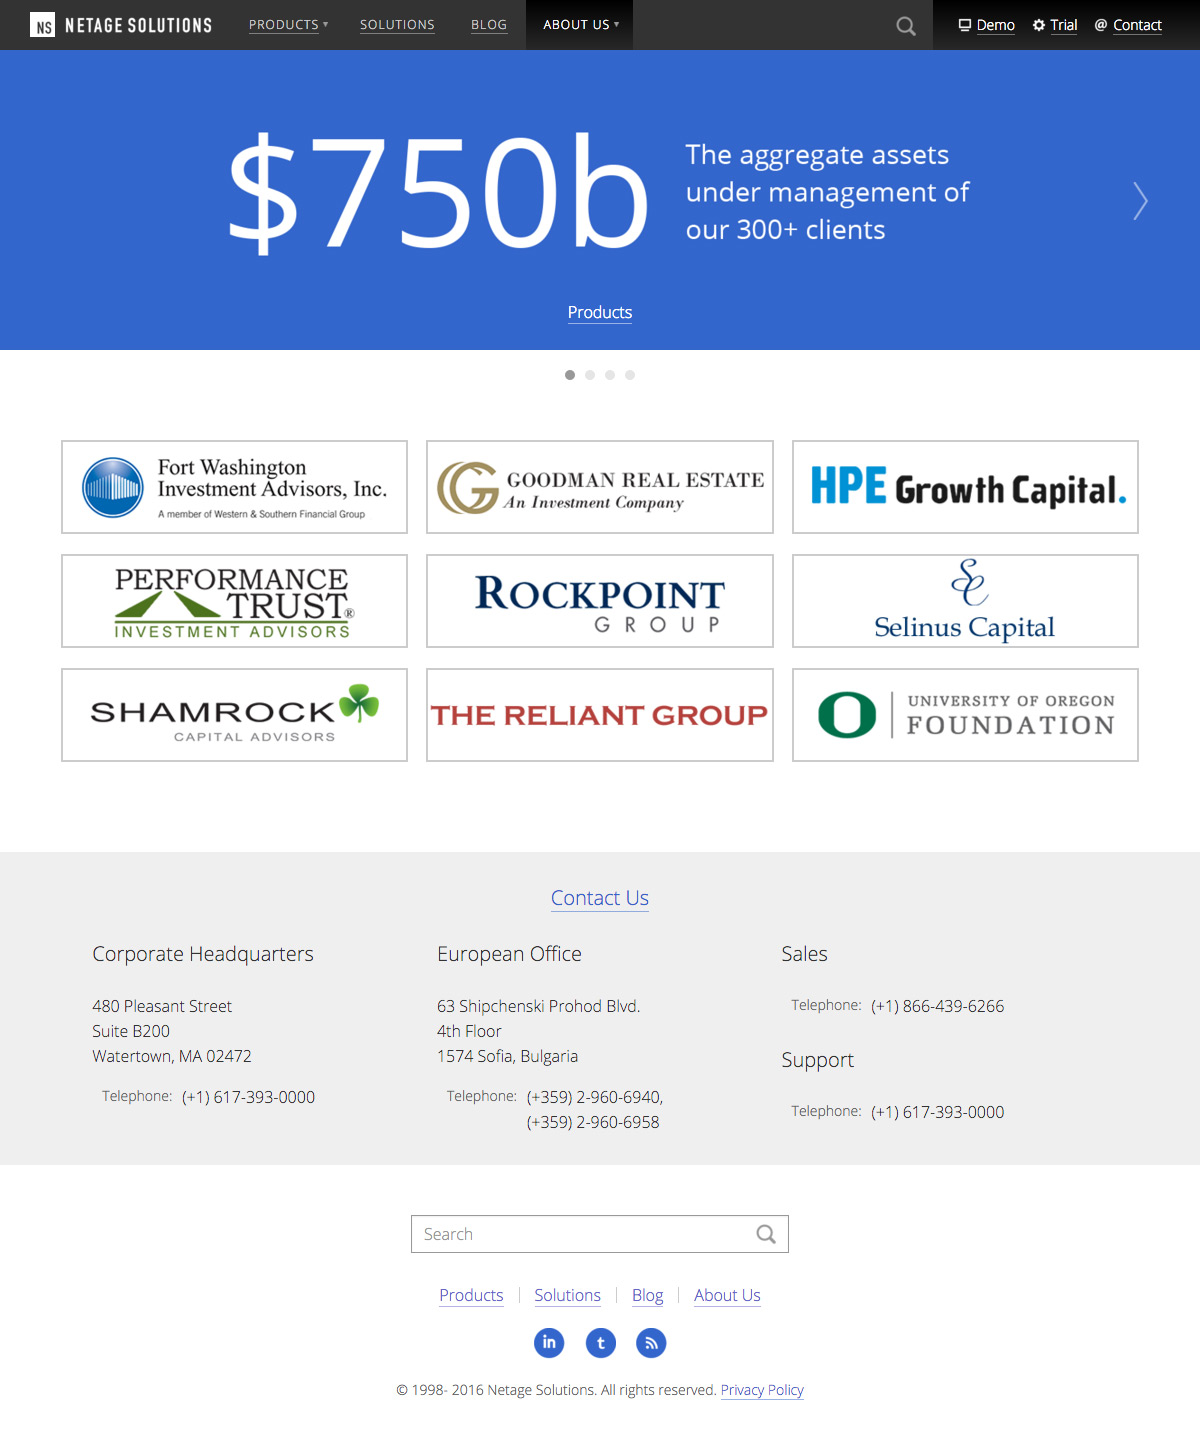 NS NETAGE SOLUTIONS PRODUCTS ▾ SOLUTIONS BLOG ABOUT US ▾ Demo Trial @ Contact
$750b
The aggregate assets
under management of
our 300+ clients
Products
Fort Washington
Investment Advisors, Inc.
A member of Western & Southern Financial Group
GOODMAN REAL ESTATE
An Investment Company
HPE Growth Capital.
PERFORMANCE
TRUST®
INVESTMENT ADVISORS
ROCKPOINT
GROUP
SC
Selinus Capital
SHAMROCK
CAPITAL ADVISORS
THE RELIANT GROUP
O UNIVERSITY OF OREGON
FOUNDATION
Contact Us
Corporate Headquarters
480 Pleasant Street
Suite B200
Watertown, MA 02472
Telephone: (+1) 617-393-0000
European Office
63 Shipchenski Prohod Blvd.
4th Floor
1574 Sofia, Bulgaria
Telephone: (+359) 2-960-6940,
(+359) 2-960-6958
Sales
Telephone: (+1) 866-439-6266
Support
Telephone: (+1) 617-393-0000
Search
Products Solutions Blog About Us
in t
© 1998- 2016 Netage Solutions. All rights reserved. Privacy Policy